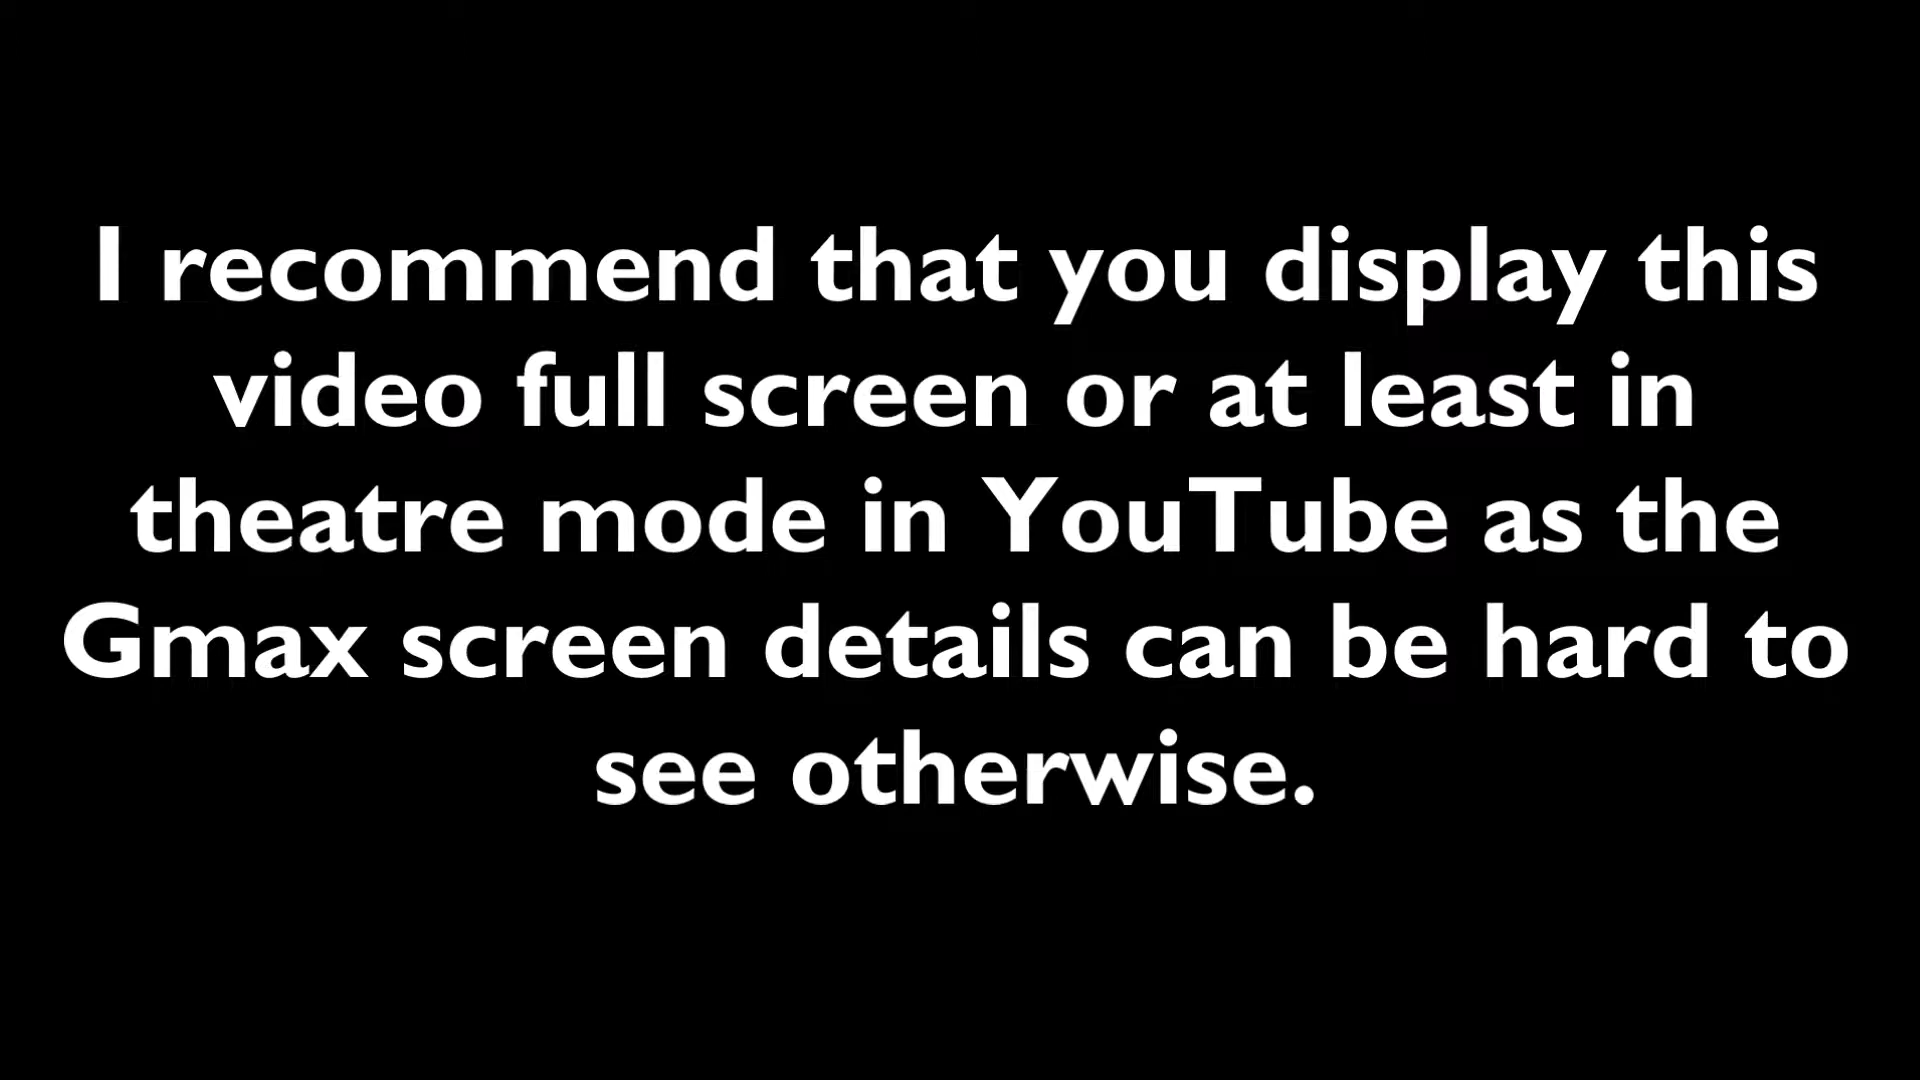 I recommend that you display this
video full screen or at least in
theatre mode in YouTube as the
Gmax screen details can be hard to
see otherwise.